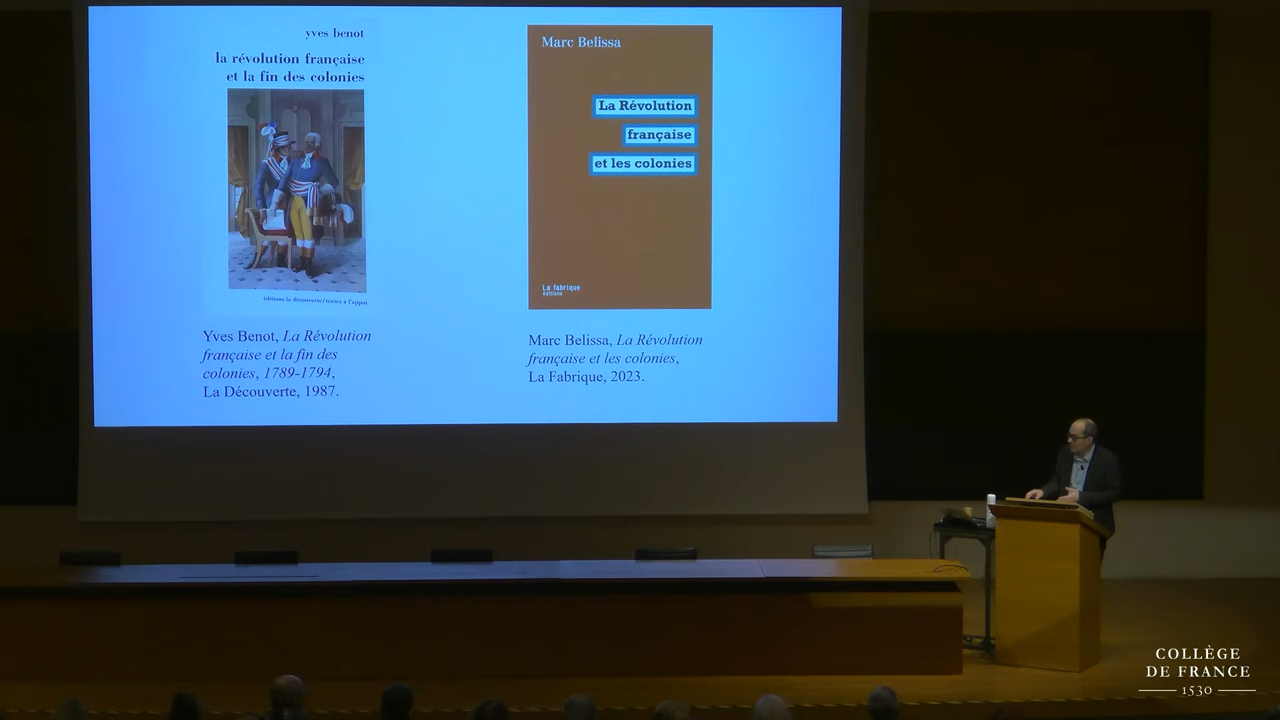 yves benot
la révolution française
et la fin des colonies
éditions la découverte/textes à l'appui
Yves Benot, La Révolution
française et la fin des
colonies, 1789-1794,
La Découverte, 1987.
Marc Belissa
La Révolution
française
et les colonies
La fabrique
éditions
Marc Belissa, La Révolution
française et les colonies,
La Fabrique, 2023.
COLLÈGE
DE FRANCE
1530